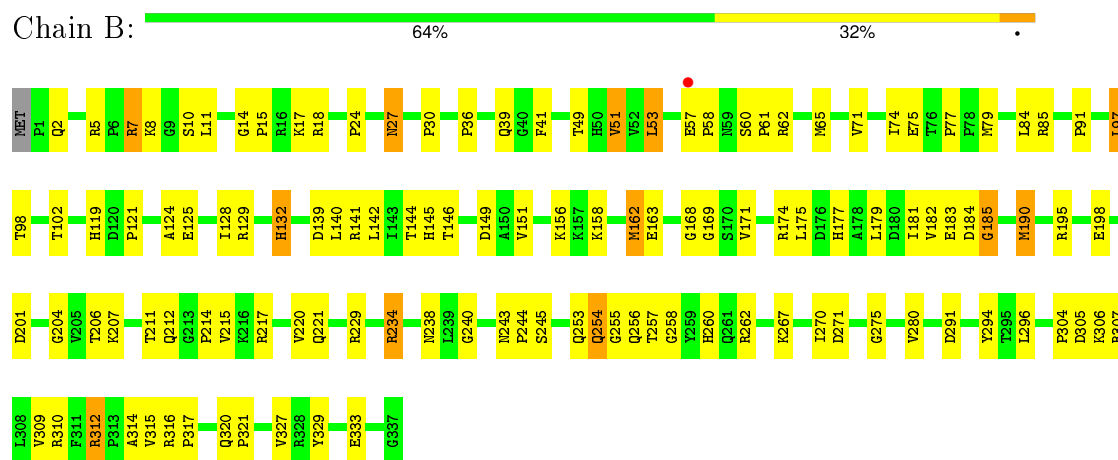 Chain B:
64% 32% •
MET P1 Q2 R5 P6 R7 K8 G9 S10 L11 G14 P15 R16 K17 R18 P24 N27 P30 P36 Q39 G40 F41 T49 H50 V51 V52 L53 E57 P58 N59 S60 P61 R62 M65 V71 I74 E75 T76 P77 P78 M79 L84 R85 P91 L97
T98 T102 H119 D120 P121 A124 E125 I128 R129 H132 D139 L140 R141 L142 I143 T144 H145 T146 D149 A150 V151 K156 K157 K158 M162 E163 G168 G169 S170 V171 R174 L175 D176 H177 A178 L179 D180 I181 V182 E183 D184 G185 M190 R195 E198
D201 G204 V205 T206 K207 T211 Q212 G213 P214 V215 K216 R217 V220 Q221 R229 R234 N238 L239 G240 N243 P244 S245 Q253 Q254 G255 Q256 T257 G258 Y259 H260 Q261 R262 K267 I270 D271 G275 V280 D291 Y294 T295 L296 P304 D305 K306 R307
L308 V309 R310 F311 R312 P313 A314 V315 R316 P317 Q320 P321 V327 R328 Y329 E333 G337